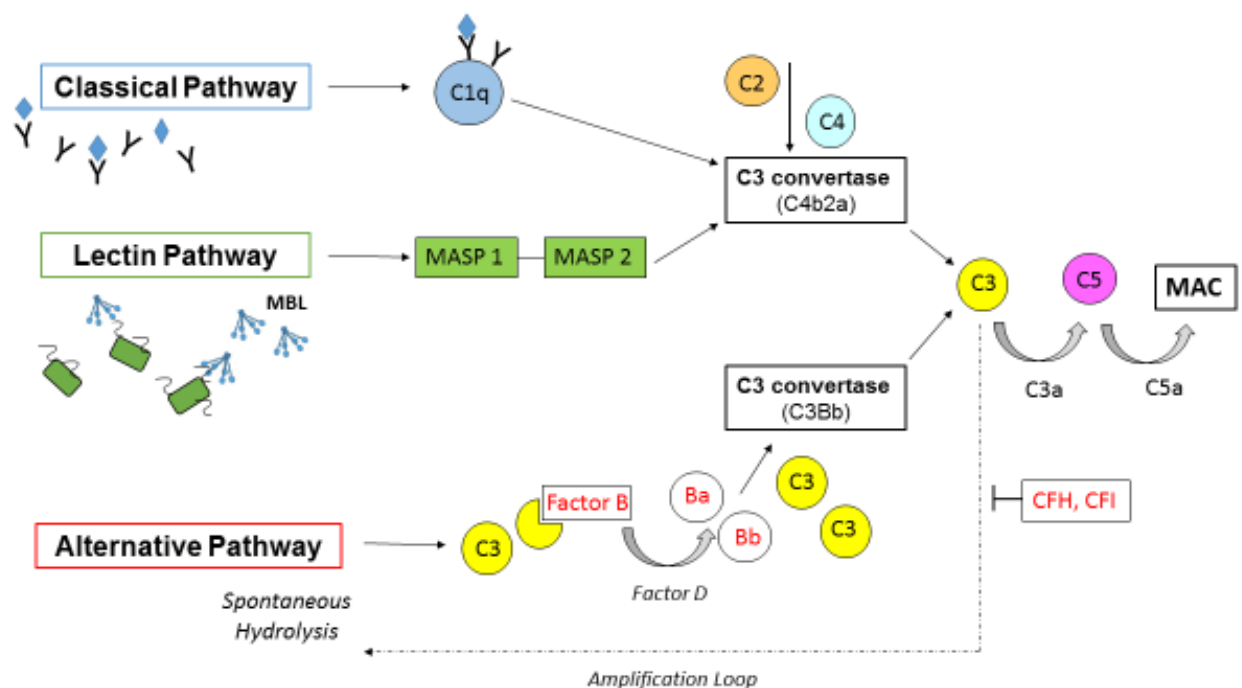 Classical Pathway
C1q
C2
C4
C3 convertase
(C4b2a)
Lectin Pathway
MASP 1
MASP 2
MBL
C3
C5
MAC
C3a
C5a
C3 convertase
(C3Bb)
Alternative Pathway
C3
Factor B
Ba
Bb
C3
C3
CFH, CFI
Factor D
Spontaneous
Hydrolysis
Amplification Loop